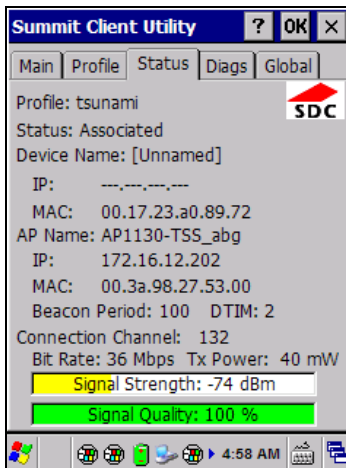 Summit Client Utility ? OK ×
Main Profile Status Diags Global
Profile: tsunami
SDC
Status: Associated
Device Name: [Unnamed]
IP: ---.---.---.---
MAC: 00.17.23.a0.89.72
AP Name: AP1130-TSS_abg
IP: 172.16.12.202
MAC: 00.3a.98.27.53.00
Beacon Period: 100 DTIM: 2
Connection Channel: 132
Bit Rate: 36 Mbps Tx Power: 40 mW
Signal Strength: -74 dBm
Signal Quality: 100 %
4:58 AM